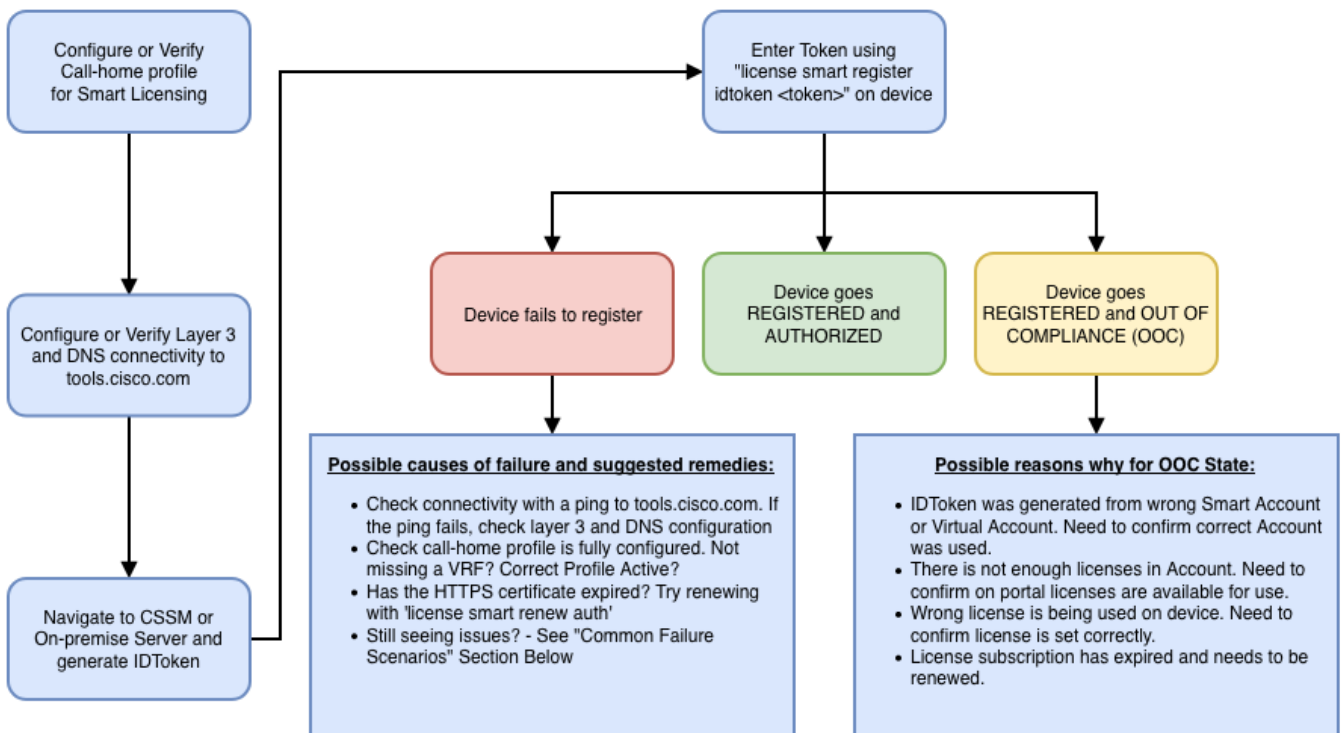 Configure or Verify
Call-home profile
for Smart Licensing
Configure or Verify Layer 3
and DNS connectivity to
tools.cisco.com
Navigate to CSSM or
On-premise Server and
generate IDToken
Enter Token using
"license smart register
idtoken <token>" on device
Device fails to register
Device goes
REGISTERED and
AUTHORIZED
Device goes
REGISTERED and OUT OF
COMPLIANCE (OOC)
Possible causes of failure and suggested remedies:
• Check connectivity with a ping to tools.cisco.com. If
the ping fails, check layer 3 and DNS configuration
• Check call-home profile is fully configured. Not
missing a VRF? Correct Profile Active?
• Has the HTTPS certificate expired? Try renewing
with 'license smart renew auth'
• Still seeing issues? - See "Common Failure
Scenarios" Section Below
Possible reasons why for OOC State:
• IDToken was generated from wrong Smart Account
or Virtual Account. Need to confirm correct Account
was used.
• There is not enough licenses in Account. Need to
confirm on portal licenses are available for use.
• Wrong license is being used on device. Need to
confirm license is set correctly.
• License subscription has expired and needs to be
renewed.